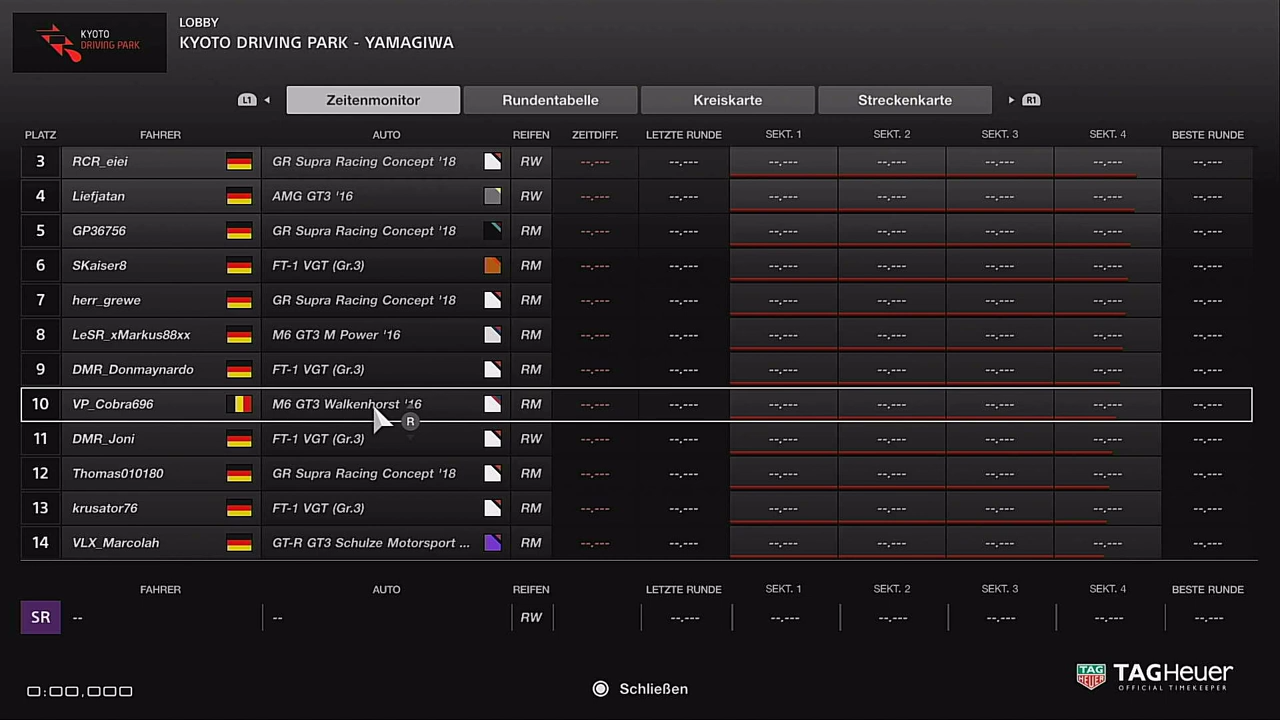 KYOTO
DRIVING PARK
LOBBY
KYOTO DRIVING PARK - YAMAGIWA
L1 Zeitenmonitor Rundentabelle Kreiskarte Streckenkarte R1
PLATZ FAHRER AUTO REIFEN ZEITDIFF. LETZTE RUNDE SEKT. 1 SEKT. 2 SEKT. 3 SEKT. 4 BESTE RUNDE
3 RCR_eiei GR Supra Racing Concept '18 RW --,--- --,--- --,--- --,--- --,--- --,--- --,---
4 Liefjatan AMG GT3 '16 RW --,--- --,--- --,--- --,--- --,--- --,--- --,---
5 GP36756 GR Supra Racing Concept '18 RM --,--- --,--- --,--- --,--- --,--- --,--- --,---
6 SKaiser8 FT-1 VGT (Gr.3) RM --,--- --,--- --,--- --,--- --,--- --,--- --,---
7 herr_grewe GR Supra Racing Concept '18 RM --,--- --,--- --,--- --,--- --,--- --,--- --,---
8 LeSR_xMarkus88xx M6 GT3 M Power '16 RM --,--- --,--- --,--- --,--- --,--- --,--- --,---
9 DMR_Donmaynardo FT-1 VGT (Gr.3) RM --,--- --,--- --,--- --,--- --,--- --,--- --,---
10 VP_Cobra696 M6 GT3 Walkenhorst '16 RM --,--- --,--- --,--- --,--- --,--- --,--- --,---
R
11 DMR_Joni FT-1 VGT (Gr.3) RW --,--- --,--- --,--- --,--- --,--- --,--- --,---
12 Thomas010180 GR Supra Racing Concept '18 RM --,--- --,--- --,--- --,--- --,--- --,--- --,---
13 krusator76 FT-1 VGT (Gr.3) RM --,--- --,--- --,--- --,--- --,--- --,--- --,---
14 VLX_Marcolah GT-R GT3 Schulze Motorsport ... RM --,--- --,--- --,--- --,--- --,--- --,--- --,---
FAHRER AUTO REIFEN LETZTE RUNDE SEKT. 1 SEKT. 2 SEKT. 3 SEKT. 4 BESTE RUNDE
SR -- -- RW --,--- --,--- --,--- --,--- --,--- --,---
0:00,000 Schließen
TAG HEUER TAGHeuer
OFFICIAL TIMEKEEPER